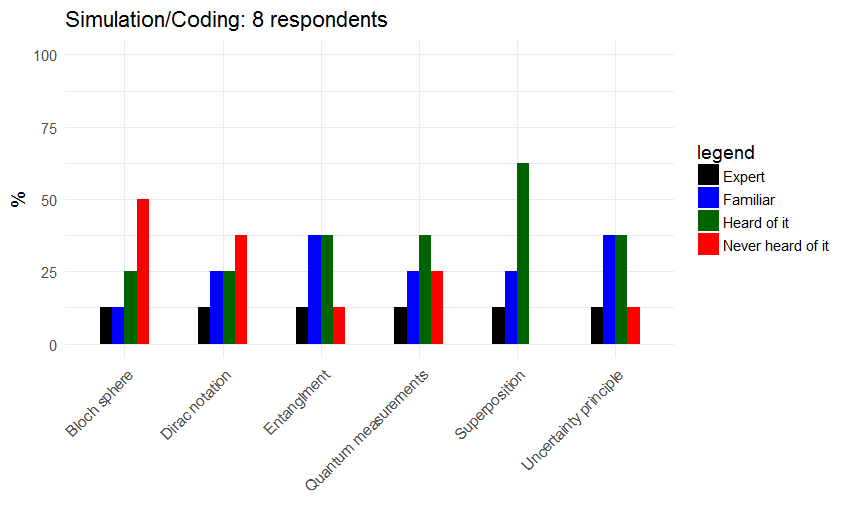 Simulation/Coding: 8 respondents
100
75
50
25
0
%
Bloch sphere
Dirac notation
Entanglment
Quantum measurements
Superposition
Uncertainty principle
legend
Expert
Familiar
Heard of it
Never heard of it